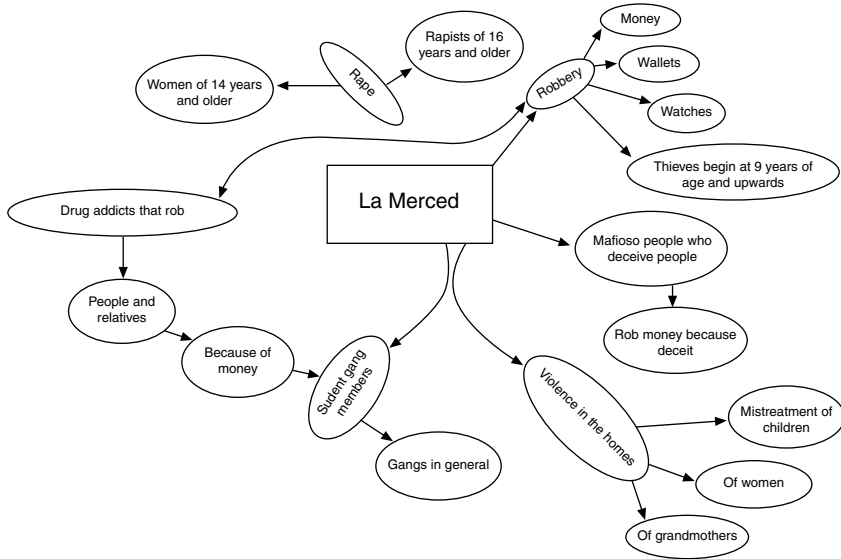 Money
Rapists of 16
years and older
Rape
Women of 14 years
and older
Robbery
Wallets
Watches
Thieves begin at 9 years of
age and upwards
La Merced
Drug addicts that rob
Mafioso people who
deceive people
People and
relatives
Rob money because
deceit
Because of
money
Sudent gang
members
Violence in the homes
Mistreatment of
children
Gangs in general
Of women
Of grandmothers